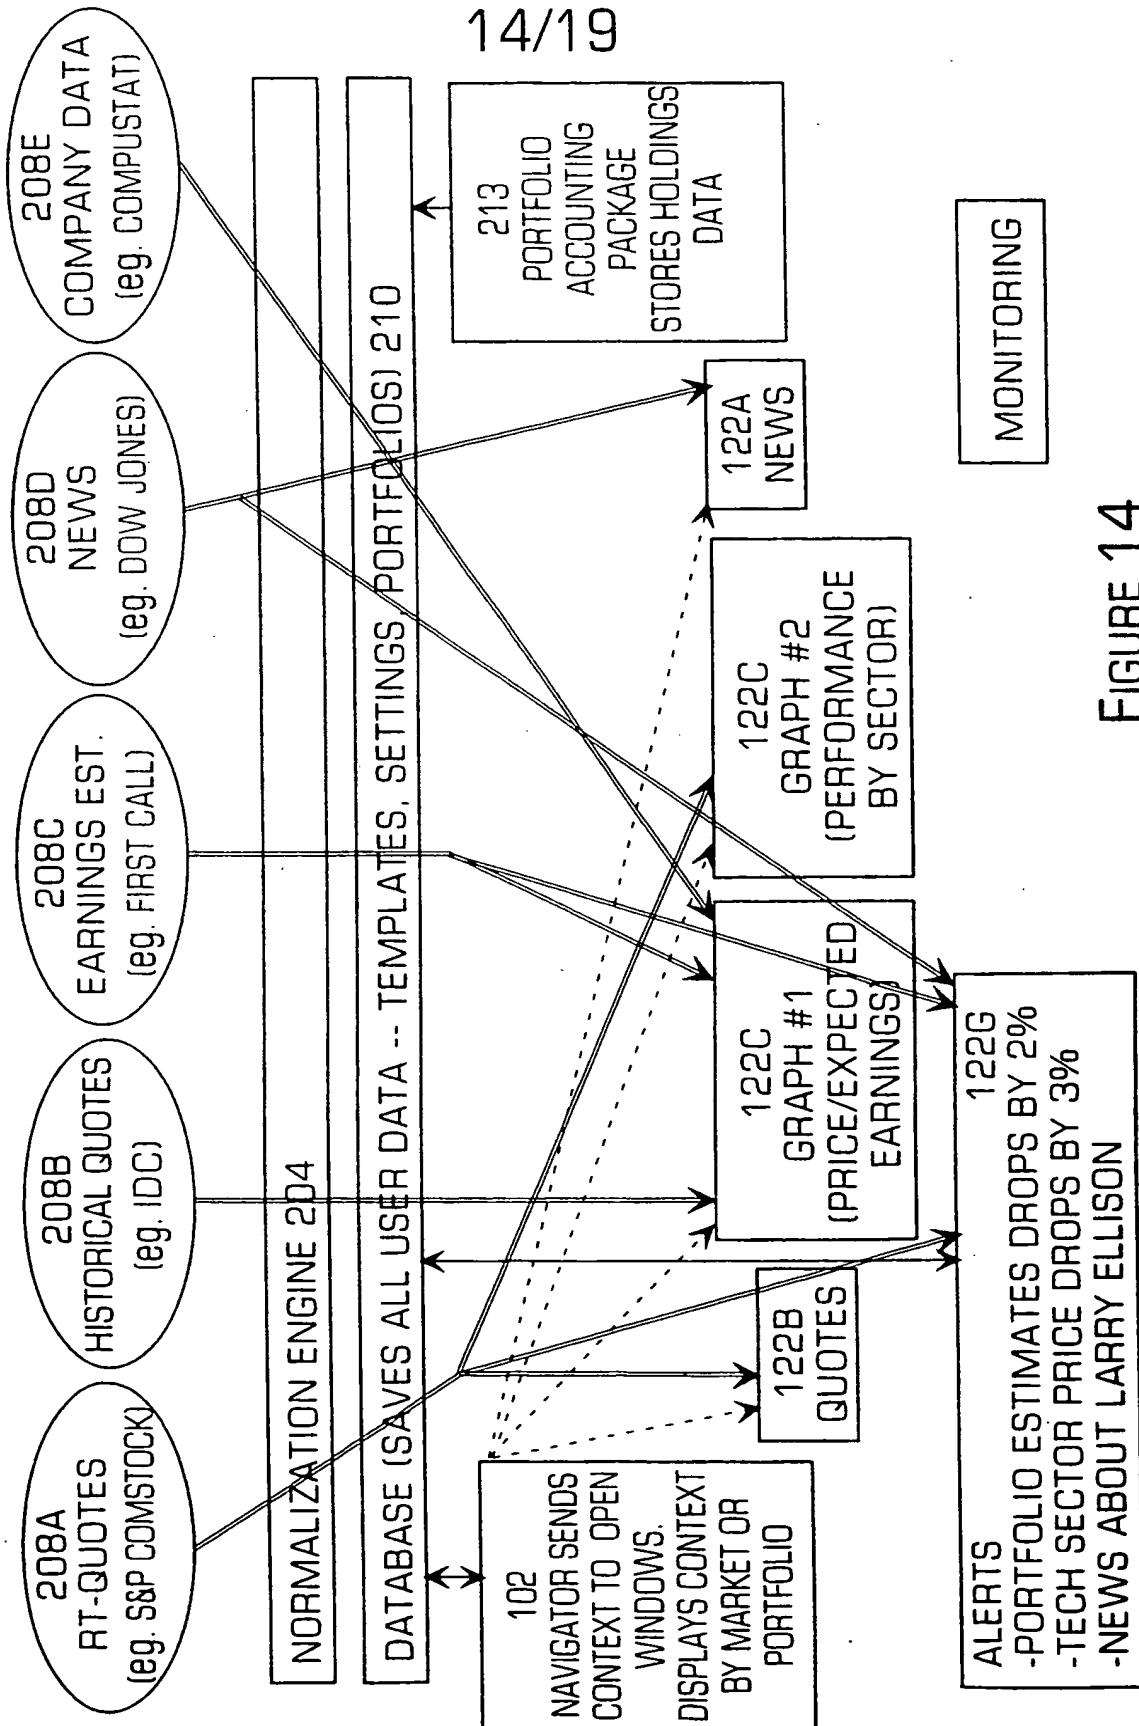 14/19
208A
RT-QUOTES
(eg. S&P COMSTOCK)
208B
HISTORICAL QUOTES
(eg. IDC)
208C
EARNINGS EST.
(eg. FIRST CALL)
208D
NEWS
(eg. DOW JONES)
208E
COMPANY DATA
(eg. COMPUSTAT)
NORMALIZATION ENGINE 204
DATABASE (SAVES ALL USER DATA -- TEMPLATES, SETTINGS, PORTFOLIOS) 210
102
NAVIGATOR SENDS
CONTEXT TO OPEN
WINDOWS.
DISPLAYS CONTEXT
BY MARKET OR
PORTFOLIO
122B
QUOTES
122C
GRAPH #1
(PRICE/EXPECTED
EARNINGS)
122C
GRAPH #2
(PERFORMANCE
BY SECTOR)
122A
NEWS
213
PORTFOLIO
ACCOUNTING
PACKAGE
STORES HOLDINGS
DATA
122G
ALERTS
-PORTFOLIO ESTIMATES DROPS BY 2%
-TECH SECTOR PRICE DROPS BY 3%
-NEWS ABOUT LARRY ELLISON
MONITORING
FIGURE 14